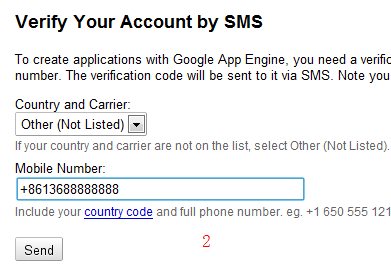 Verify Your Account by SMS
To create applications with Google App Engine, you need a verific
number. The verification code will be sent to it via SMS. Note you
Country and Carrier:
Other (Not Listed)
If your country and carrier are not on the list, select Other (Not Listed).
Mobile Number:
+8613688888888
Include your country code and full phone number. eg. +1 650 555 121
Send
2